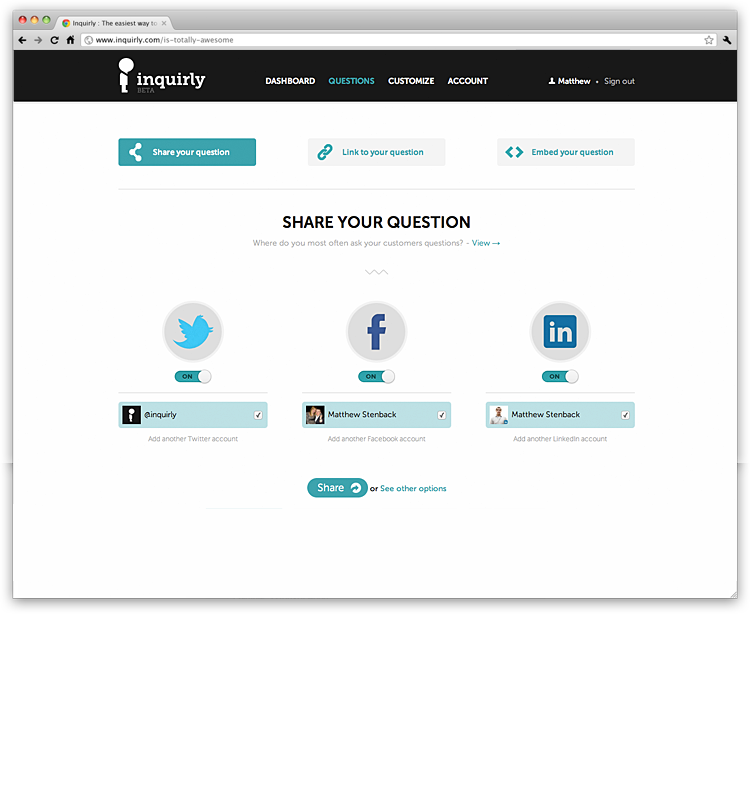 Inquirly : The easiest way to
www.inquirly.com/is-totally-awesome
inquirly
BETA
DASHBOARD QUESTIONS CUSTOMIZE ACCOUNT
Matthew • Sign out
Share your question
Link to your question
Embed your question
SHARE YOUR QUESTION
Where do you most often ask your customers questions? - View →
f
in
ON
ON
ON
@inquirly
Matthew Stenback
Matthew Stenback
Add another Twitter account
Add another Facebook account
Add another Linkedin account
Share or See other options